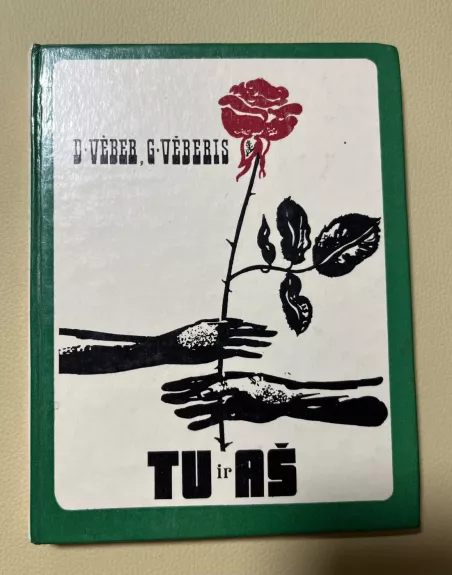 D·VĖBER, G·VĖBERIS
TU ir AŠ